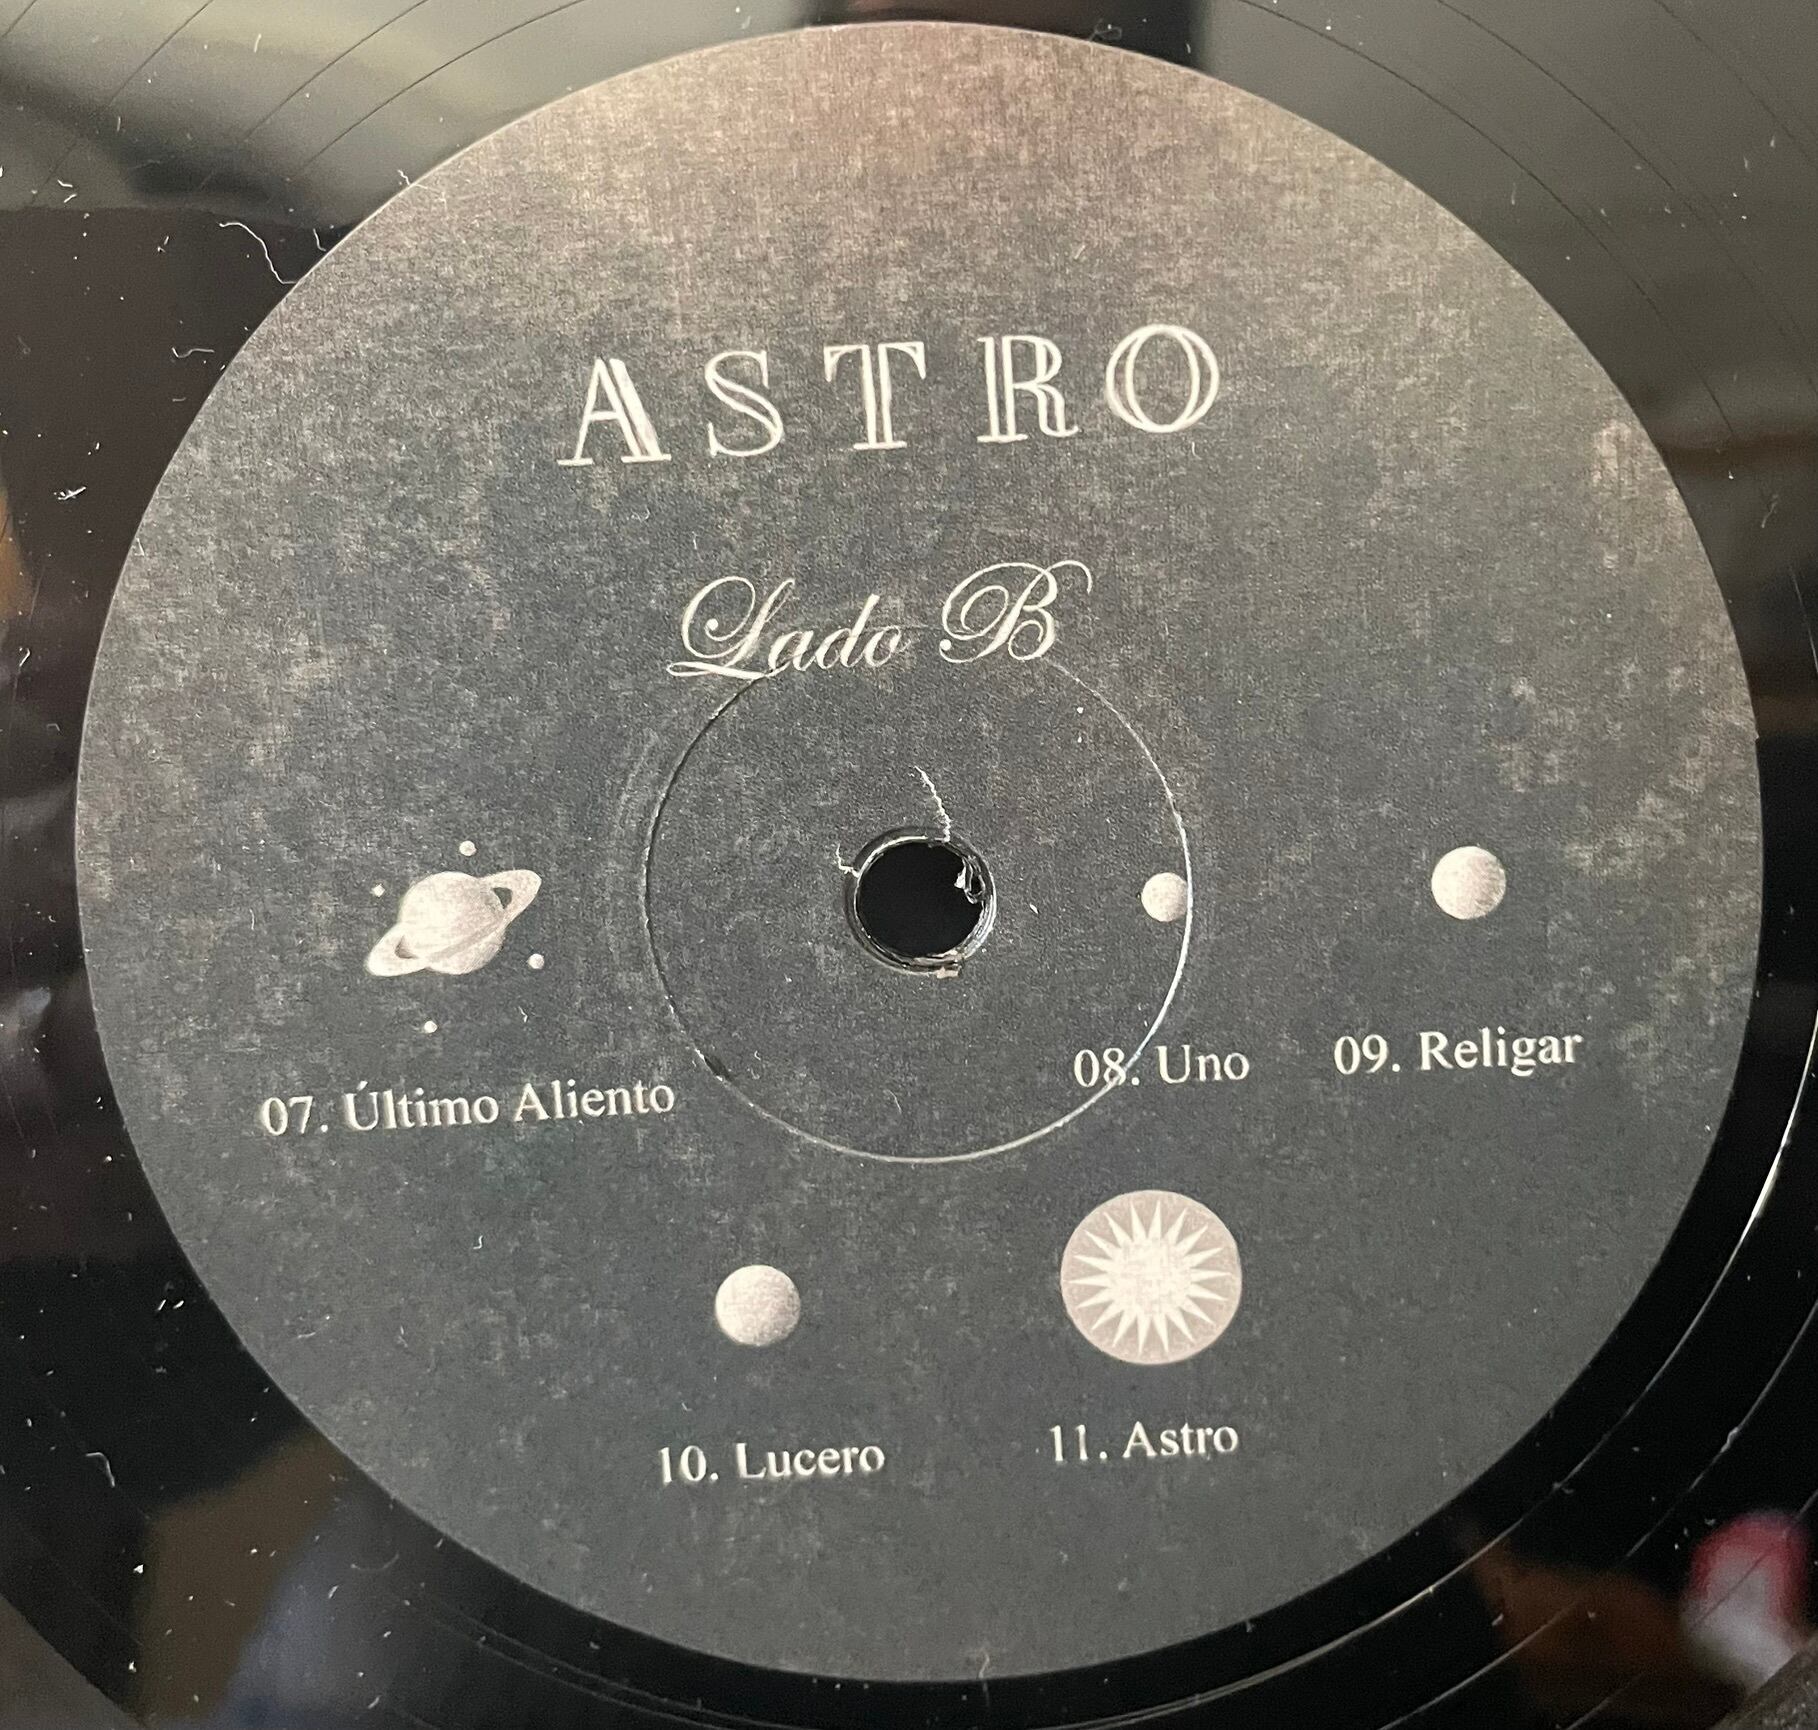 ASTRO
Lado B
07. Último Aliento
08. Uno
09. Religar
10. Lucero
11. Astro